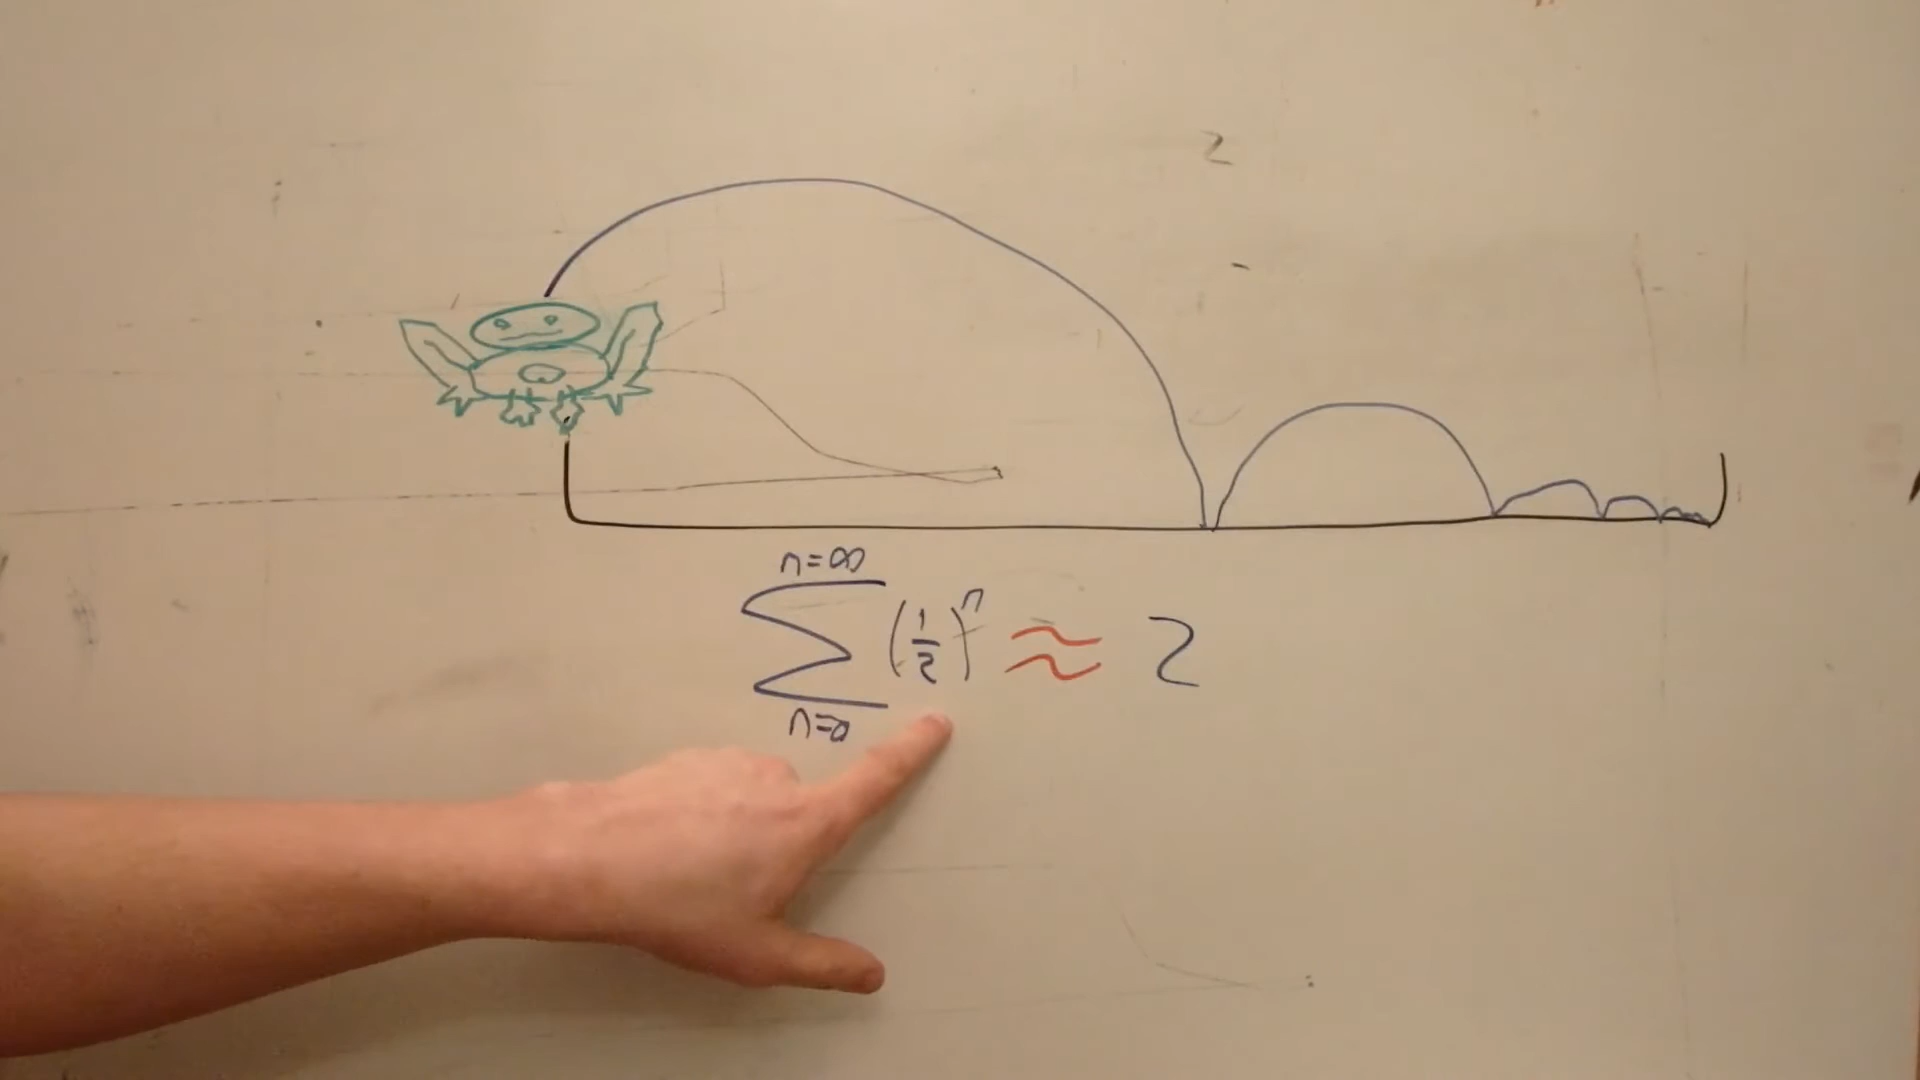 2
n=∞
∑ (1/2)^n ≈ 2
n=0